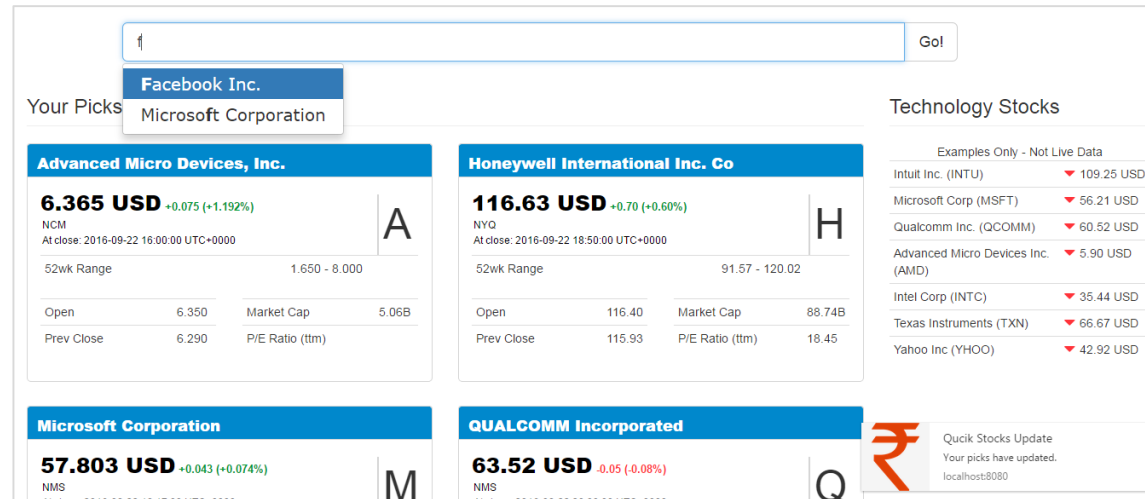 f
Go!
Facebook Inc.
Microsoft Corporation
Your Picks
Advanced Micro Devices, Inc.
6.365 USD +0.075 (+1.192%)
NCM
At close: 2016-09-22 16:00:00 UTC+0000
A
52wk Range 1.650 - 8.000
Open 6.350 Market Cap 5.06B
Prev Close 6.290 P/E Ratio (ttm)
Honeywell International Inc. Co
116.63 USD +0.70 (+0.60%)
NYQ
At close: 2016-09-22 18:50:00 UTC+0000
H
52wk Range 91.57 - 120.02
Open 116.40 Market Cap 88.74B
Prev Close 115.93 P/E Ratio (ttm) 18.45
Microsoft Corporation
57.803 USD +0.043 (+0.074%)
NMS
M
QUALCOMM Incorporated
63.52 USD -0.05 (-0.08%)
NMS
Q
Technology Stocks
Examples Only - Not Live Data
Intuit Inc. (INTU) 109.25 USD
Microsoft Corp (MSFT) 56.21 USD
Qualcomm Inc. (QCOMM) 60.52 USD
Advanced Micro Devices Inc. 5.90 USD
(AMD)
Intel Corp (INTC) 35.44 USD
Texas Instruments (TXN) 66.67 USD
Yahoo Inc (YHOO) 42.92 USD
₹
Qucik Stocks Update
Your picks have updated.
localhost:8080